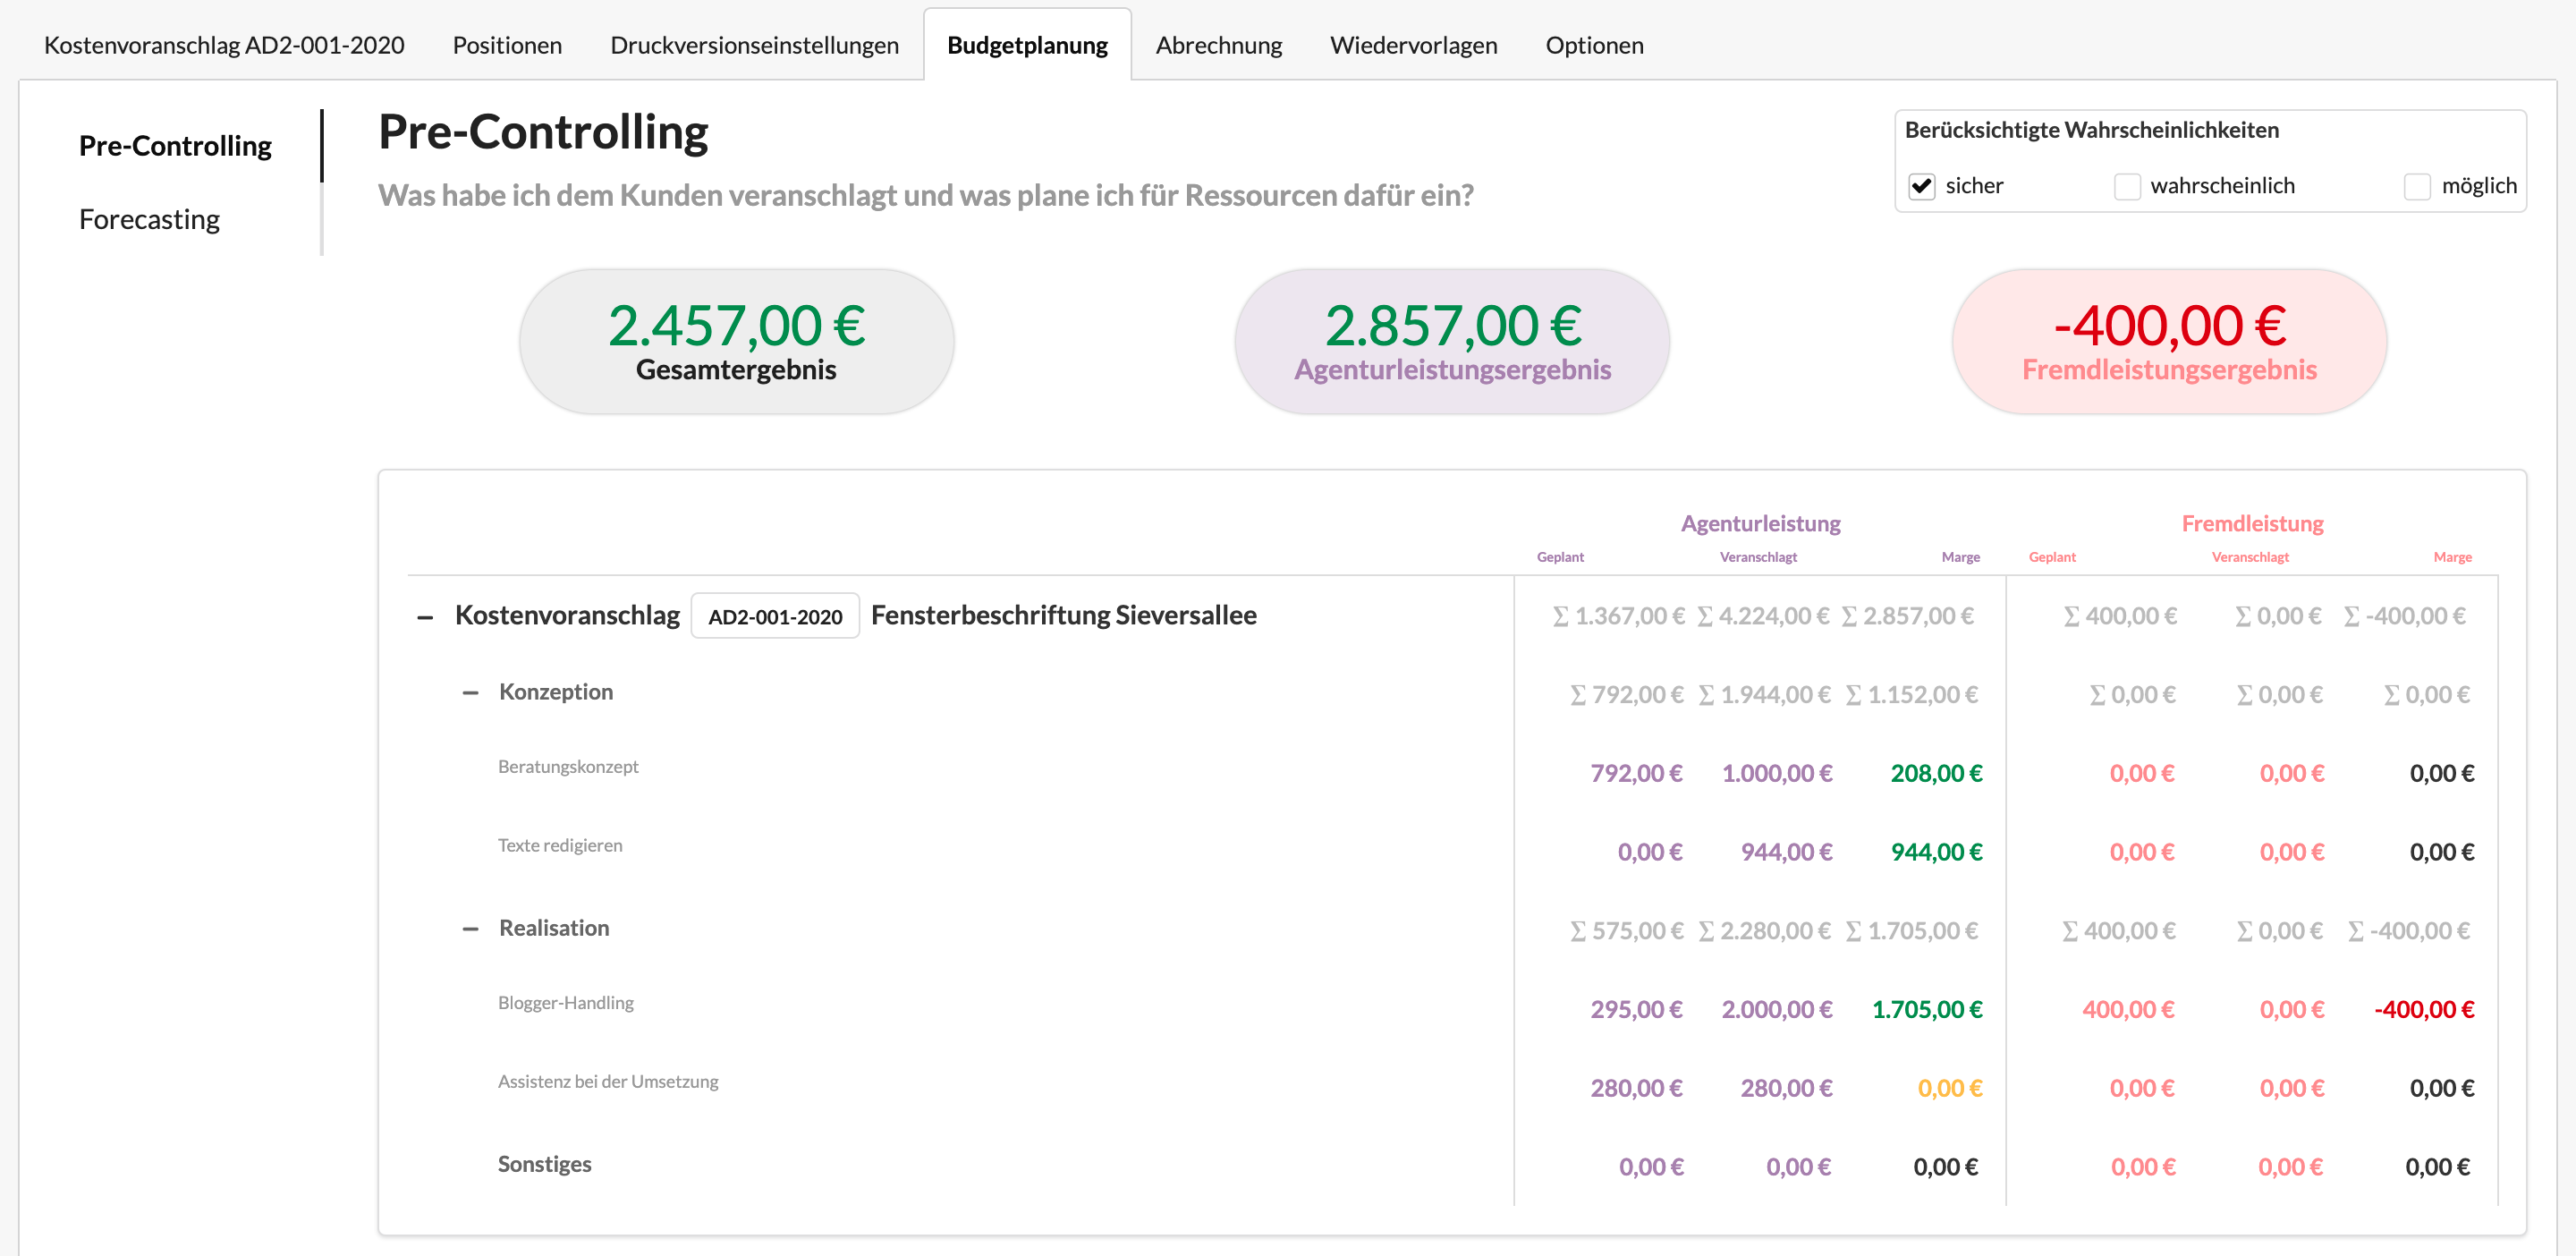 Kostenvoranschlag AD2-001-2020 Positionen Druckversionseinstellungen Budgetplanung Abrechnung Wiedervorlagen Optionen
Pre-Controlling
Forecasting
Pre-Controlling
Was habe ich dem Kunden veranschlagt und was plane ich für Ressourcen dafür ein?
Berücksichtigte Wahrscheinlichkeiten
sicher wahrscheinlich möglich
2.457,00 €
Gesamtergebnis
2.857,00 €
Agenturleistungsergebnis
-400,00 €
Fremdleistungsergebnis
Agenturleistung Fremdleistung
Geplant Veranschlagt Marge Geplant Veranschlagt Marge
– Kostenvoranschlag AD2-001-2020 Fensterbeschriftung Sieversallee Σ 1.367,00 € Σ 4.224,00 € Σ 2.857,00 € Σ 400,00 € Σ 0,00 € Σ -400,00 €
– Konzeption Σ 792,00 € Σ 1.944,00 € Σ 1.152,00 € Σ 0,00 € Σ 0,00 € Σ 0,00 €
Beratungskonzept 792,00 € 1.000,00 € 208,00 € 0,00 € 0,00 € 0,00 €
Texte redigieren 0,00 € 944,00 € 944,00 € 0,00 € 0,00 € 0,00 €
– Realisation Σ 575,00 € Σ 2.280,00 € Σ 1.705,00 € Σ 400,00 € Σ 0,00 € Σ -400,00 €
Blogger-Handling 295,00 € 2.000,00 € 1.705,00 € 400,00 € 0,00 € -400,00 €
Assistenz bei der Umsetzung 280,00 € 280,00 € 0,00 € 0,00 € 0,00 € 0,00 €
Sonstiges 0,00 € 0,00 € 0,00 € 0,00 € 0,00 € 0,00 €